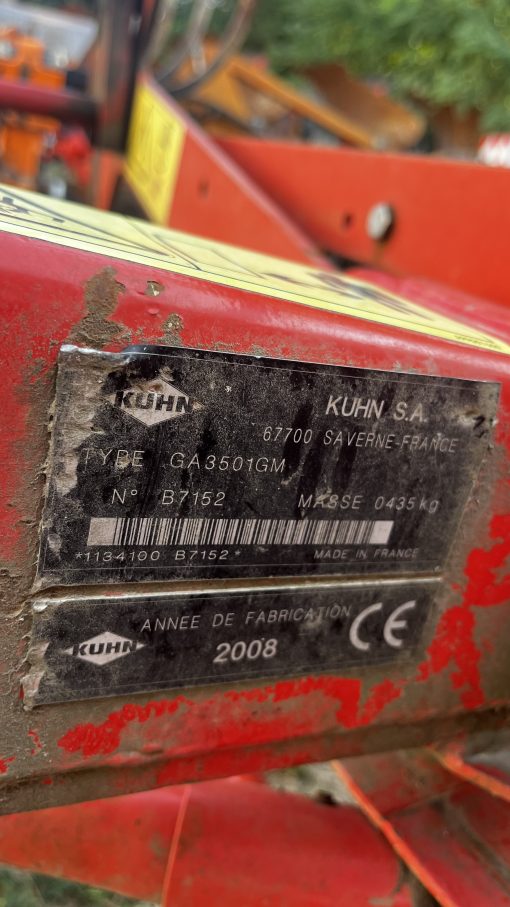 KUHN
KUHN S.A.
67700 SAVERNE-FRANCE
TYPE GA3501GM
N° B7152 MASSE 0435 kg
*1134100 B7152*
MADE IN FRANCE
KUHN
ANNEE DE FABRICATION
2008
CE